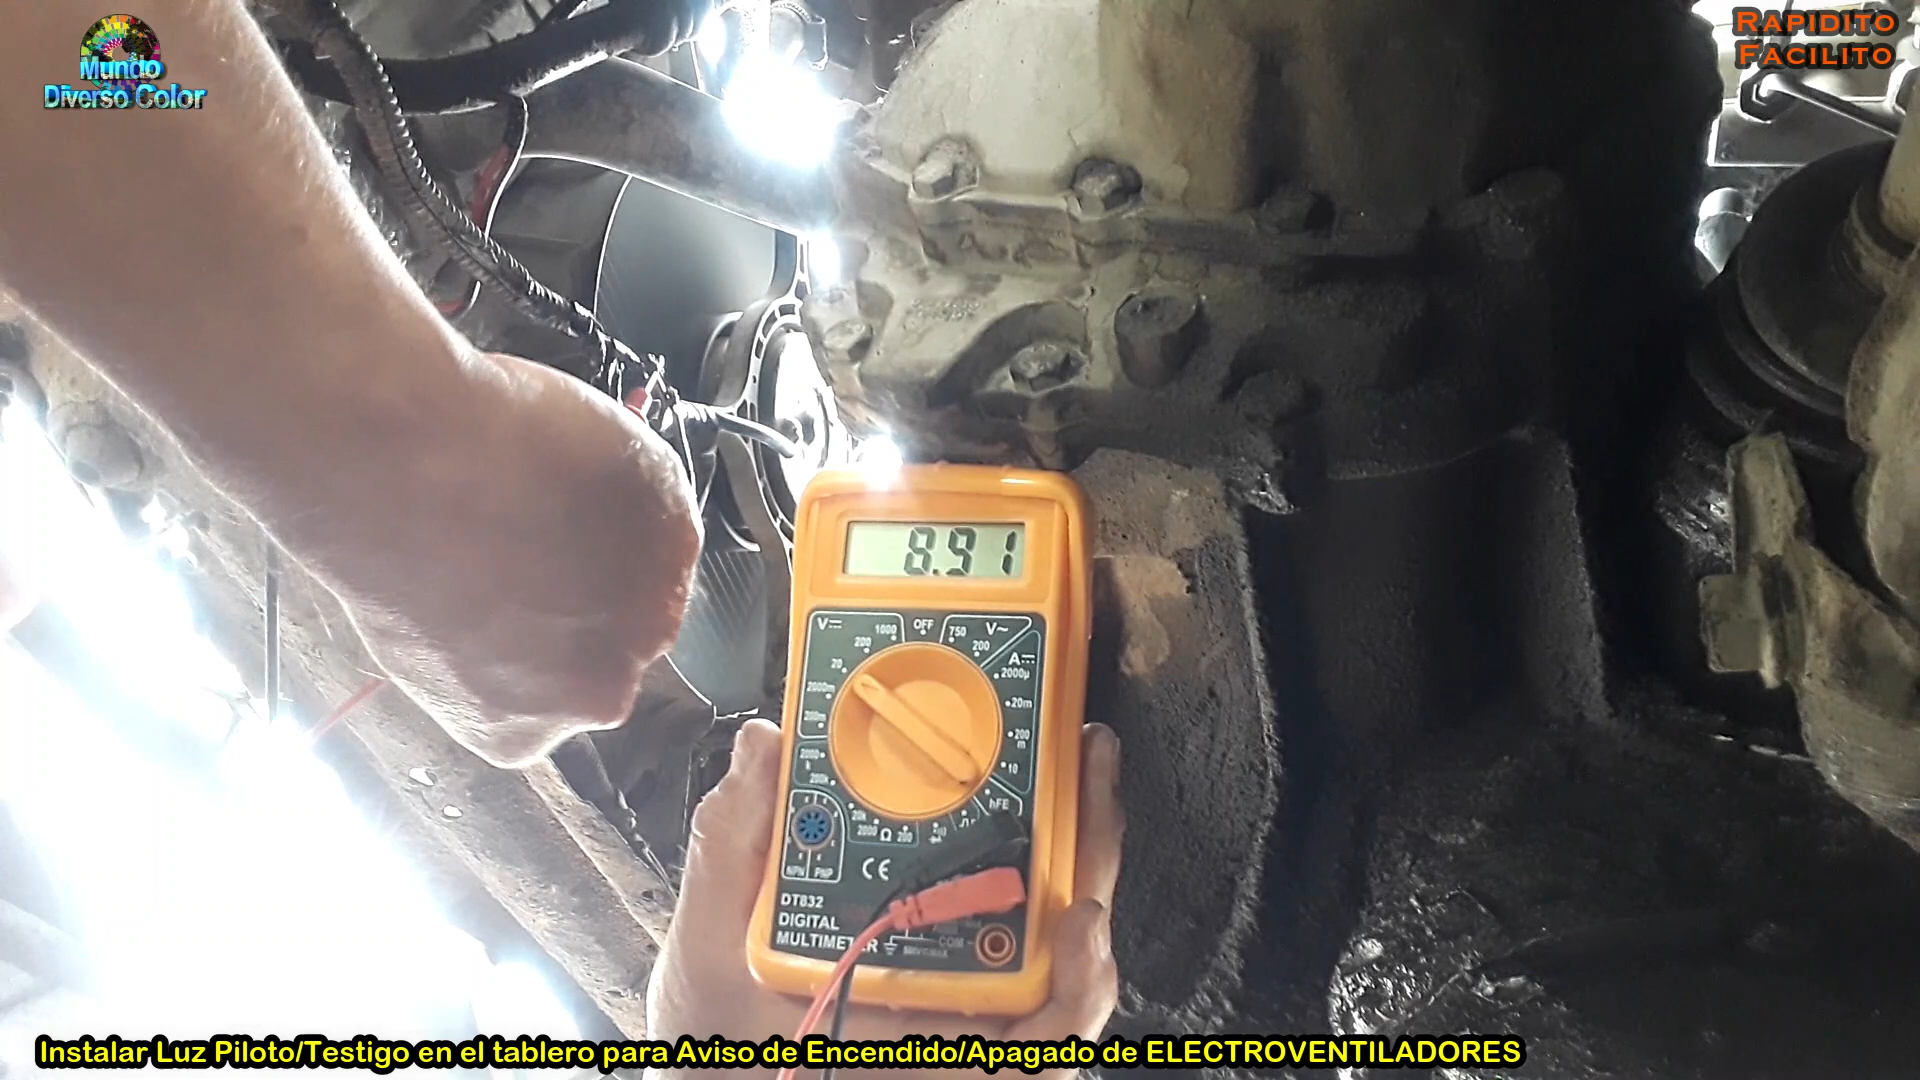 Mundo
Diverso Color
RAPIDITO
FACILITO
8.91
V⎓
1000
OFF
750
V~
200
200
20
A⎓
2000µ
2000m
20m
200m
200
m
2000
k
10
200k
hFE
20k
2000
Ω
200
NPN
PNP
CE
DT832
DIGITAL
MULTIMETER
COM
Instalar Luz Piloto/Testigo en el tablero para Aviso de Encendido/Apagado de ELECTROVENTILADORES